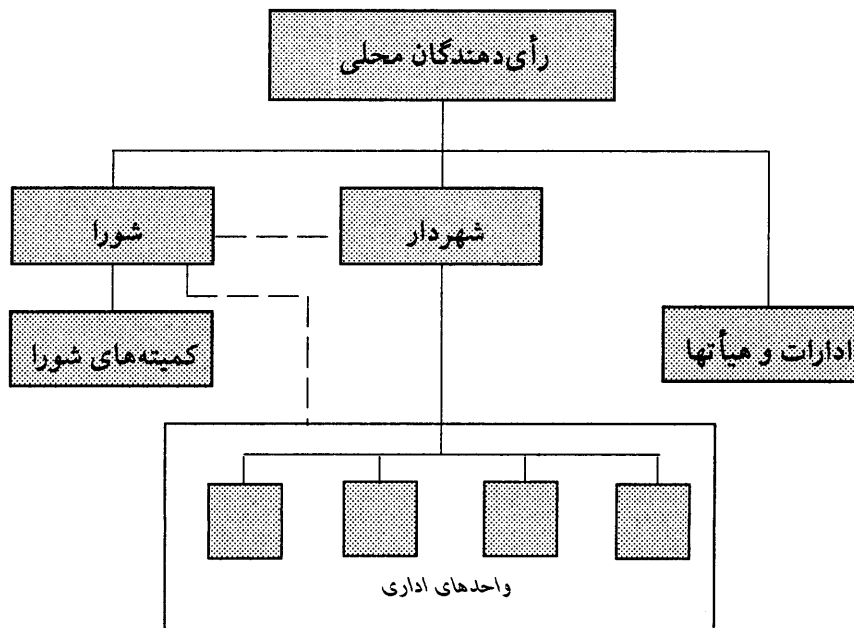 رأی‌دهندگان محلی
شورا
شهردار
کمیته‌های شورا
ادارات و هیأتها
واحدهای اداری